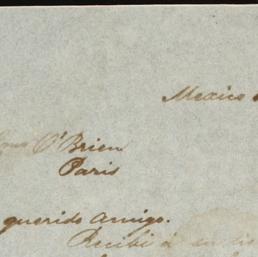 Mexico
O'Brien
Paris
querido amigo.
Recibi á